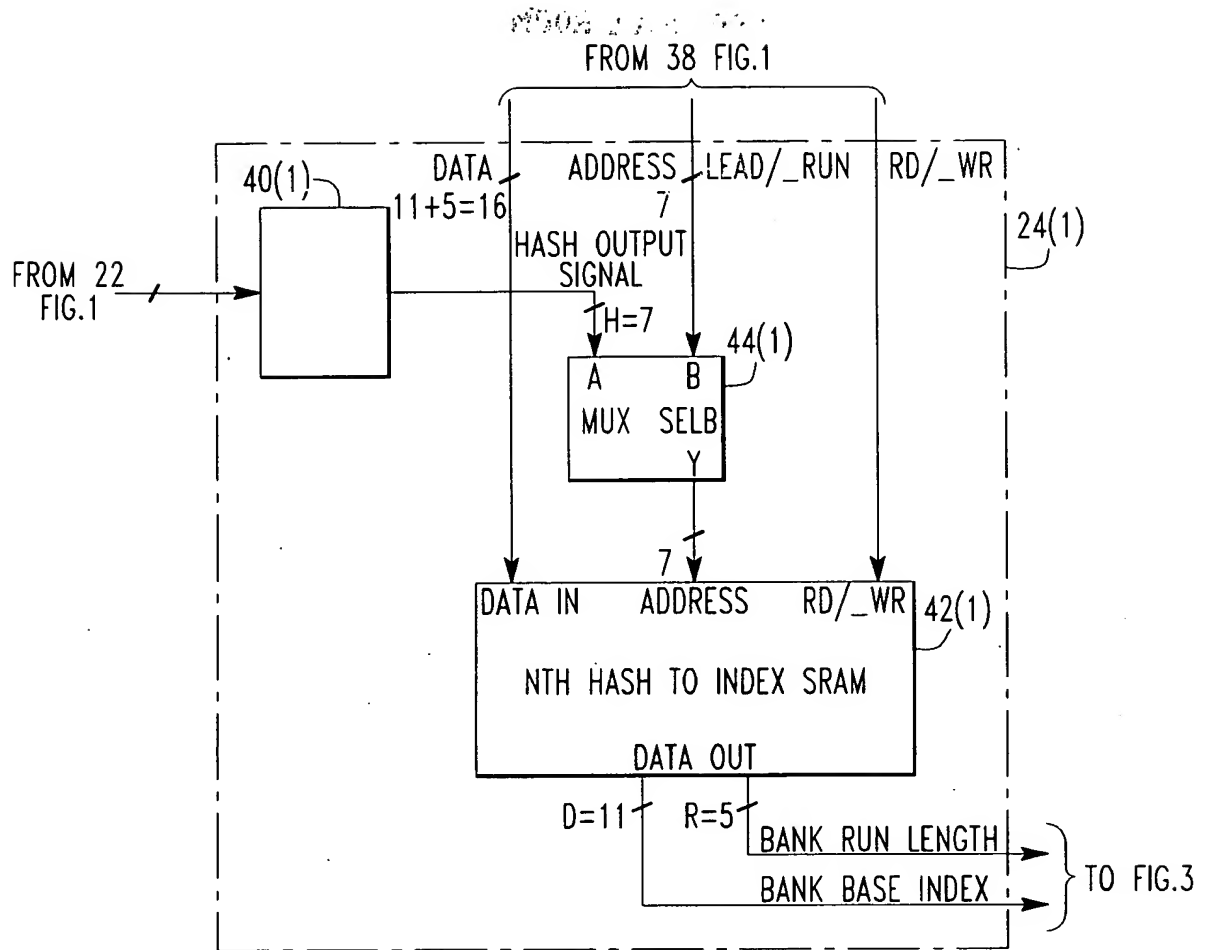 FROM 38 FIG.1
DATA ADDRESS LEAD/_RUN RD/_WR
40(1)
11+5=16 7
24(1)
HASH OUTPUT
SIGNAL
FROM 22
FIG.1
H=7
44(1)
A B
MUX SELB
Y
7
DATA IN ADDRESS RD/_WR
42(1)
NTH HASH TO INDEX SRAM
DATA OUT
D=11 R=5
BANK RUN LENGTH
TO FIG.3
BANK BASE INDEX